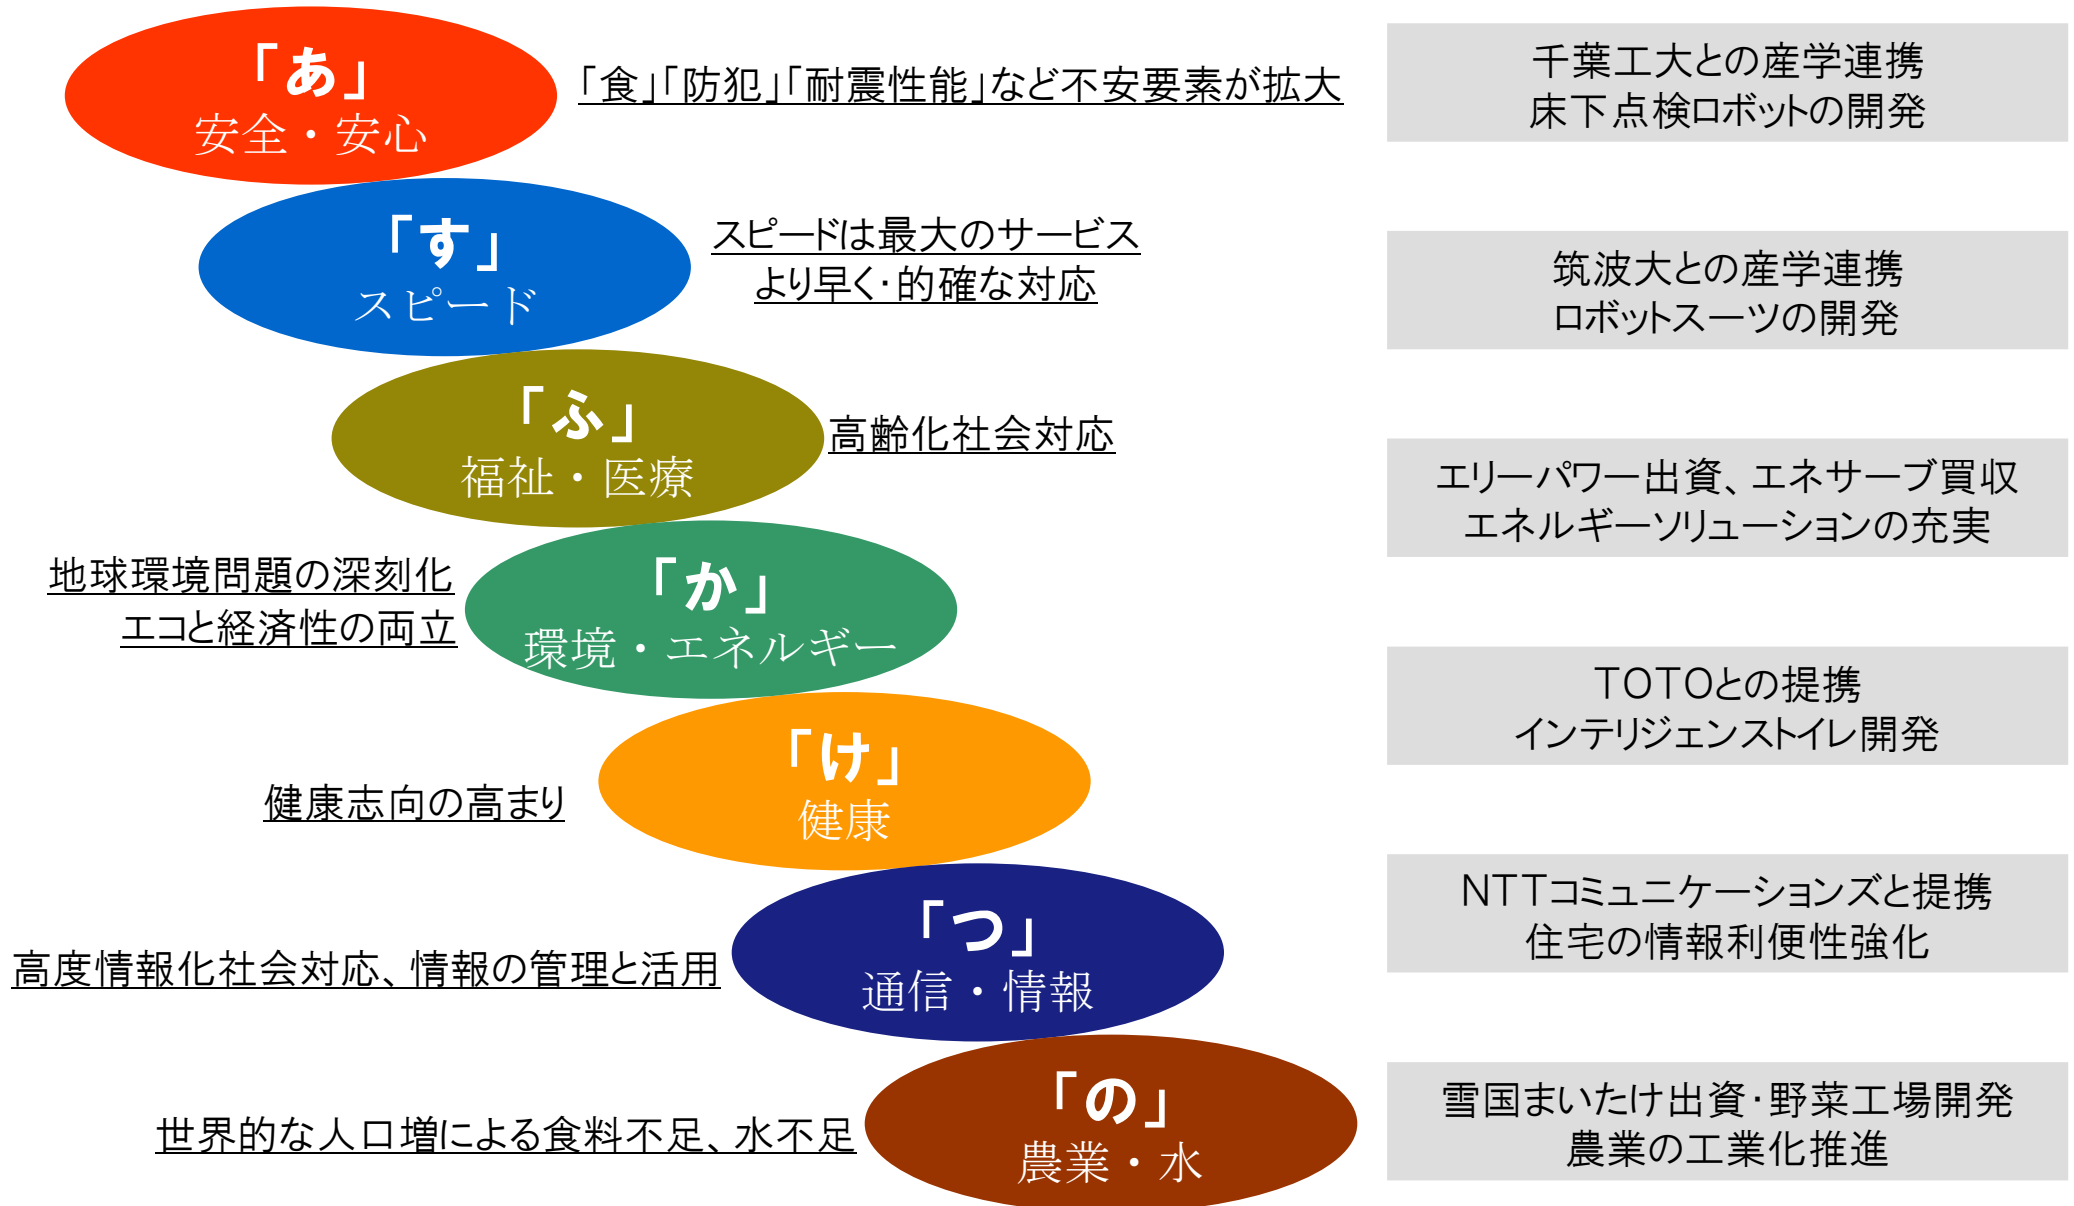 「あ」
安全・安心
「食」「防犯」「耐震性能」など不安要素が拡大
千葉工大との産学連携
床下点検ロボットの開発
「す」
スピード
スピードは最大のサービス
より早く・的確な対応
筑波大との産学連携
ロボットスーツの開発
「ふ」
福祉・医療
高齢化社会対応
エリーパワー出資、エネサーブ買収
エネルギーソリューションの充実
地球環境問題の深刻化
エコと経済性の両立
「か」
環境・エネルギー
TOTOとの提携
インテリジェンストイレ開発
健康志向の高まり
「け」
健康
NTTコミュニケーションズと提携
住宅の情報利便性強化
高度情報化社会対応、情報の管理と活用
「つ」
通信・情報
世界的な人口増による食料不足、水不足
「の」
農業・水
雪国まいたけ出資・野菜工場開発
農業の工業化推進